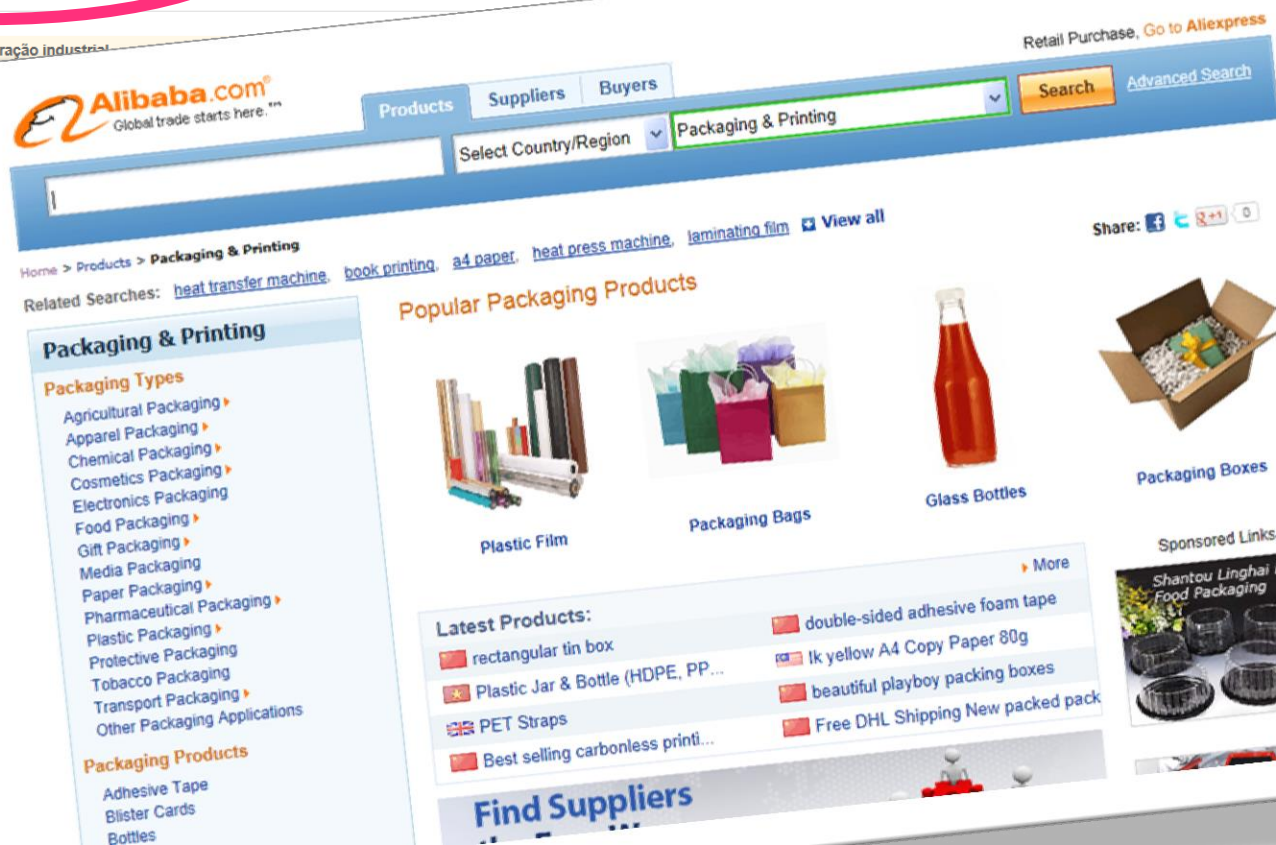 ração industrial
Retail Purchase, Go to Aliexpress
Alibaba.com®
Global trade starts here.™
Products Suppliers Buyers
Select Country/Region Packaging & Printing Search Advanced Search
Home > Products > Packaging & Printing
Share: 0
Related Searches: heat transfer machine, book printing, a4 paper, heat press machine, laminating film View all
Packaging & Printing
Packaging Types
Agricultural Packaging
Apparel Packaging
Chemical Packaging
Cosmetics Packaging
Electronics Packaging
Food Packaging
Gift Packaging
Media Packaging
Paper Packaging
Pharmaceutical Packaging
Plastic Packaging
Protective Packaging
Tobacco Packaging
Transport Packaging
Other Packaging Applications
Packaging Products
Adhesive Tape
Blister Cards
Bottles
Popular Packaging Products
Plastic Film
Packaging Bags
Glass Bottles
Packaging Boxes
Latest Products:
More
rectangular tin box
double-sided adhesive foam tape
Plastic Jar & Bottle (HDPE, PP...
lk yellow A4 Copy Paper 80g
PET Straps
beautiful playboy packing boxes
Best selling carbonless printi...
Free DHL Shipping New packed pack
Find Suppliers
Sponsored Links
Shantou Linghai
Food Packaging